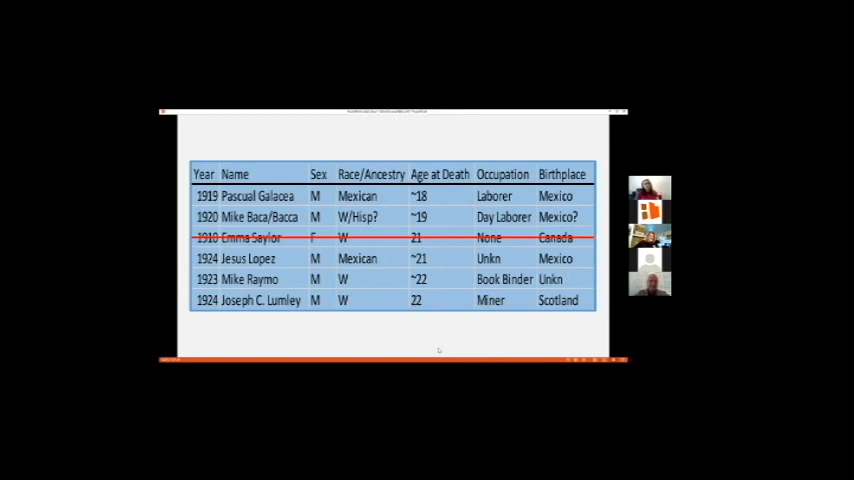 Year Name Sex Race/Ancestry Age at Death Occupation Birthplace
1919 Pascual Galacea M Mexican ~18 Laborer Mexico
1920 Mike Baca/Bacca M W/Hisp? ~19 Day Laborer Mexico?
1910 Emma Saylor F W 21 None Canada
1924 Jesus Lopez M Mexican ~21 Unkn Mexico
1923 Mike Raymo M W ~22 Book Binder Unkn
1924 Joseph C. Lumley M W 22 Miner Scotland